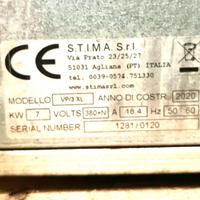 CE
S.T.I.M.A. S.r.l.
Via Prato 23/25/27
51031 Agliana (PT) ITALIA
tel. 0039-0574.751330
www.stimasrl.com
MODELLO VP/3 XL ANNO DI COSTR. 2020
KW 7 VOLTS 380+N A 18.4 Hz 50 60
SERIAL NUMBER 1281/0120